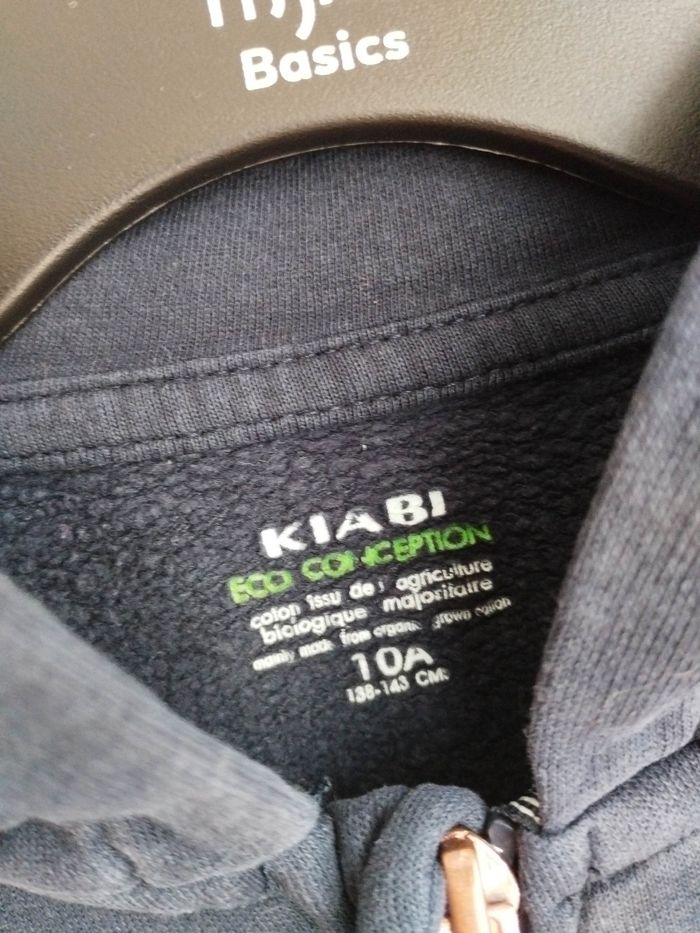 Basics
KIABI
ECO CONCEPTION
coton issu de l'agriculture
biologique majoritaire
mainly made from organic grown cotton
10A
138-143 CM